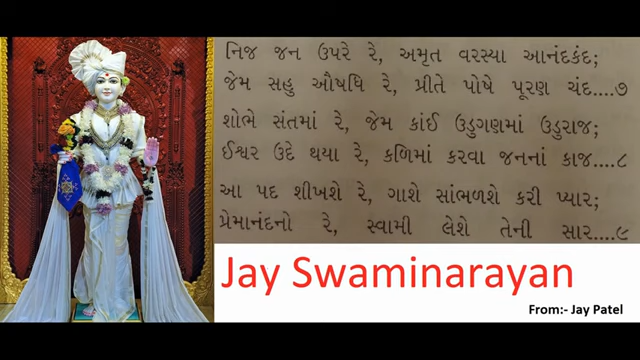 નિજ જન ઉપરે રે, અમૃત વરસ્યા આનંદકંદ;
જેમ સહુ ઔષધિ રે, પ્રીતે પોષે પૂરણ ચંદ....૭
શોભે સંતમાં રે, જેમ કાંઈ ઉડુગણમાં ઉડુરાજ;
ઈશ્વર ઉદે થયા રે, કળિમાં કરવા જનનાં કાજ....૮
આ પદ શીખશે રે, ગાશે સાંભળશે કરી પ્યાર;
પ્રેમાનંદનો રે, સ્વામી લેશે તેની સાર....૯
Jay Swaminarayan
From:- Jay Patel